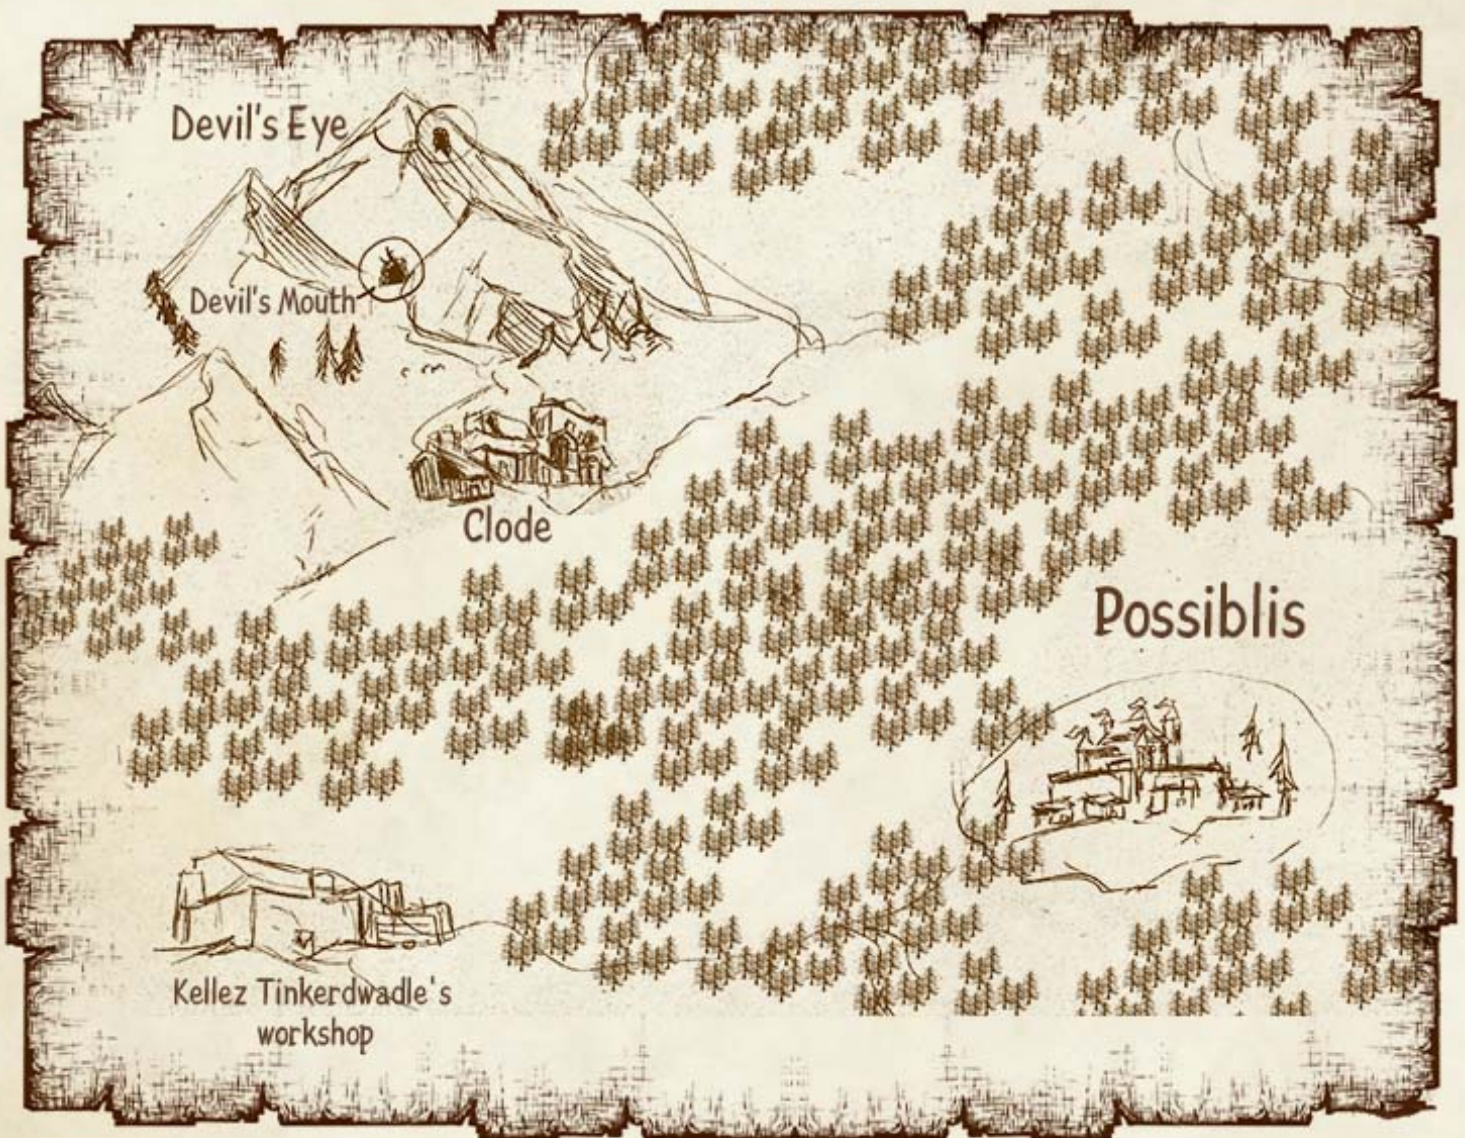 Devil's Eye
Devil's Mouth
Clode
Possiblis
Kellez Tinkerdwadle's
workshop